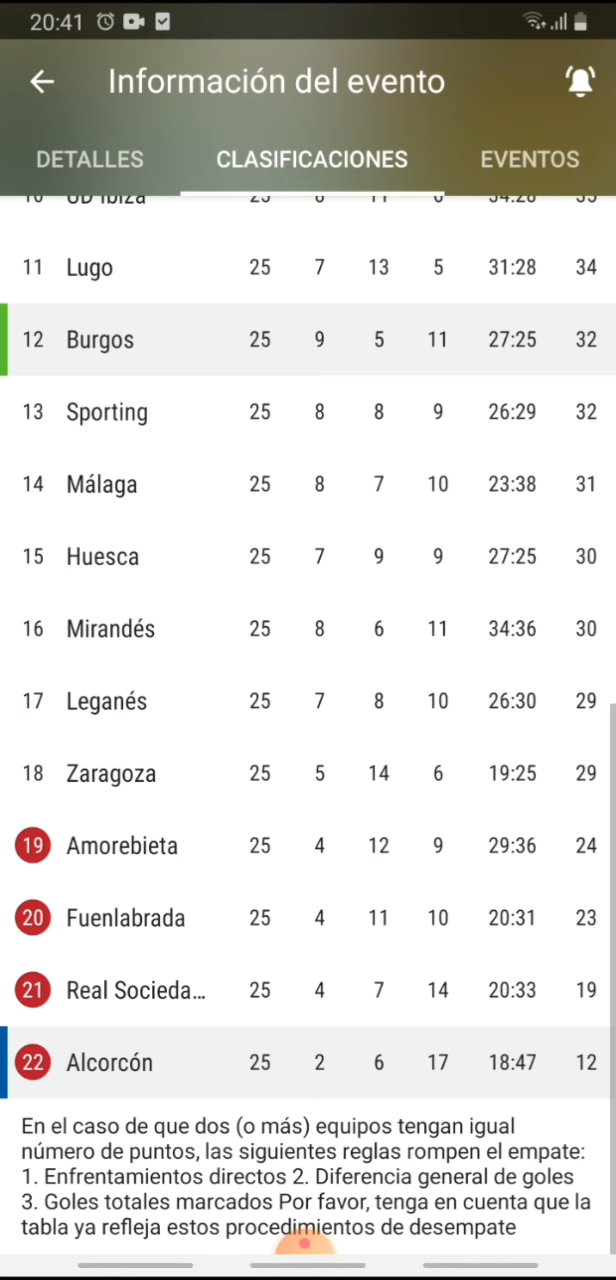 20:41
Información del evento
DETALLES CLASIFICACIONES EVENTOS
10 UD Ibiza 25 34:28 35
11 Lugo 25 7 13 5 31:28 34
12 Burgos 25 9 5 11 27:25 32
13 Sporting 25 8 8 9 26:29 32
14 Málaga 25 8 7 10 23:38 31
15 Huesca 25 7 9 9 27:25 30
16 Mirandés 25 8 6 11 34:36 30
17 Leganés 25 7 8 10 26:30 29
18 Zaragoza 25 5 14 6 19:25 29
19 Amorebieta 25 4 12 9 29:36 24
20 Fuenlabrada 25 4 11 10 20:31 23
21 Real Socieda... 25 4 7 14 20:33 19
22 Alcorcón 25 2 6 17 18:47 12
En el caso de que dos (o más) equipos tengan igual
número de puntos, las siguientes reglas rompen el empate:
1. Enfrentamientos directos 2. Diferencia general de goles
3. Goles totales marcados Por favor, tenga en cuenta que la
tabla ya refleja estos procedimientos de desempate